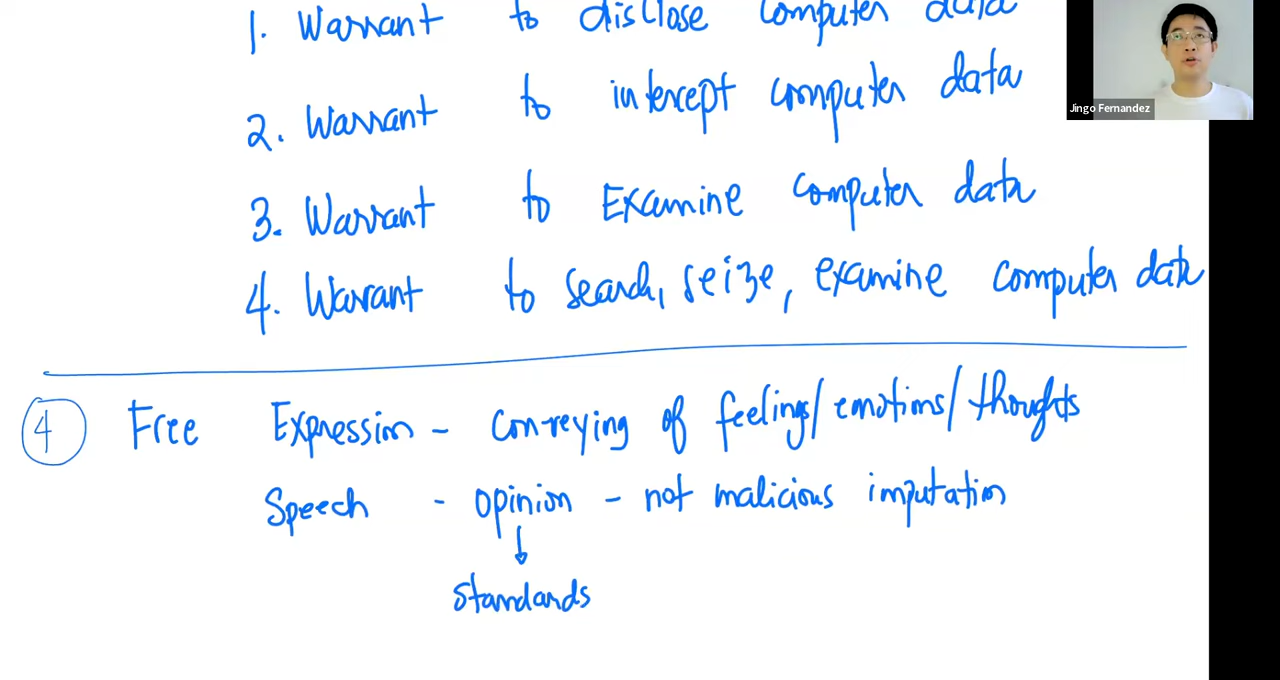 1. Warrant to disclose computer data
Jingo Fernandez
2. Warrant to intercept computer data
3. Warrant to Examine computer data
4. Warrant to search, seize, examine computer data
4 Free Expression - conveying of feelings/emotions/thoughts
Speech - opinion - not malicious imputation
↓
standards